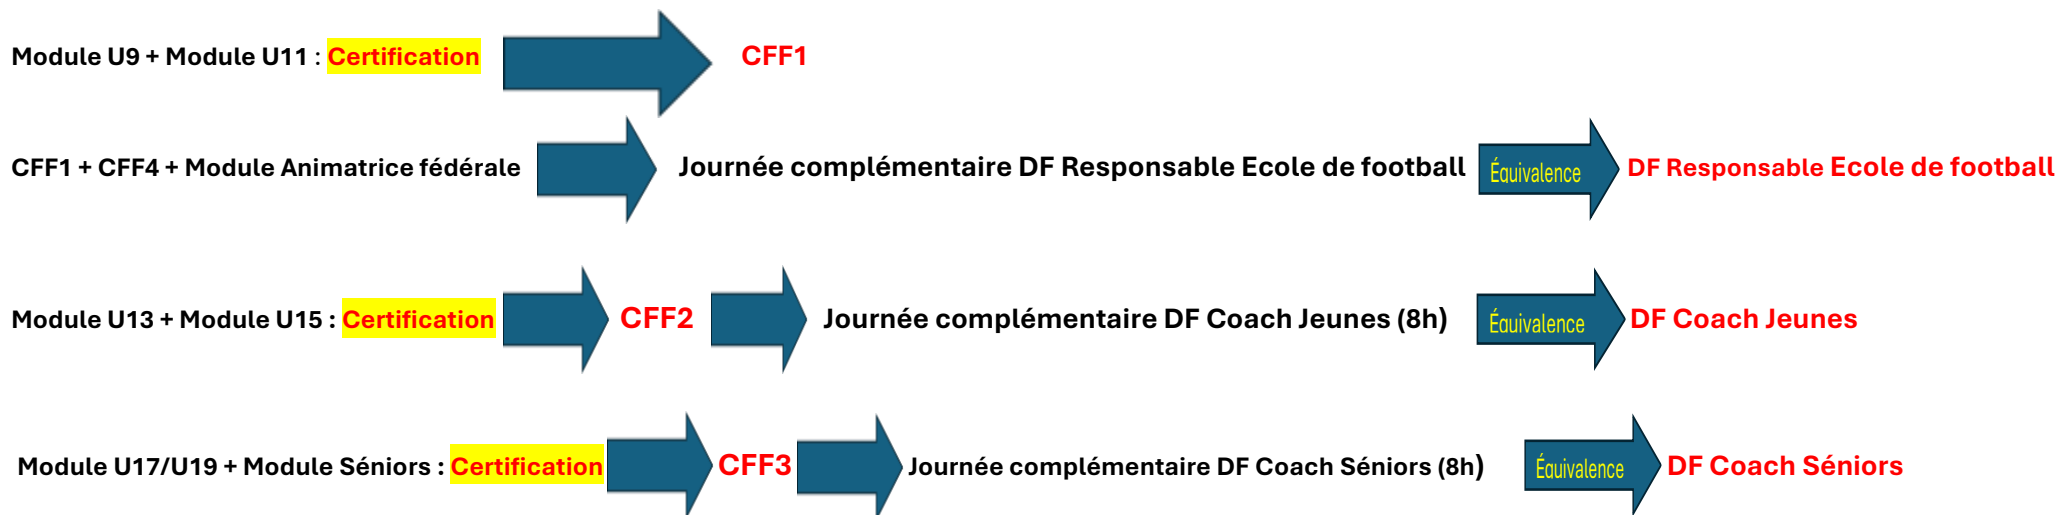 Module U9 + Module U11 : Certification CFF1
CFF1 + CFF4 + Module Animatrice fédérale Journée complémentaire DF Responsable Ecole de football Équivalence DF Responsable Ecole de football
Module U13 + Module U15 : Certification CFF2 Journée complémentaire DF Coach Jeunes (8h) Équivalence DF Coach Jeunes
Module U17/U19 + Module Séniors : Certification CFF3 Journée complémentaire DF Coach Séniors (8h) Équivalence DF Coach Séniors